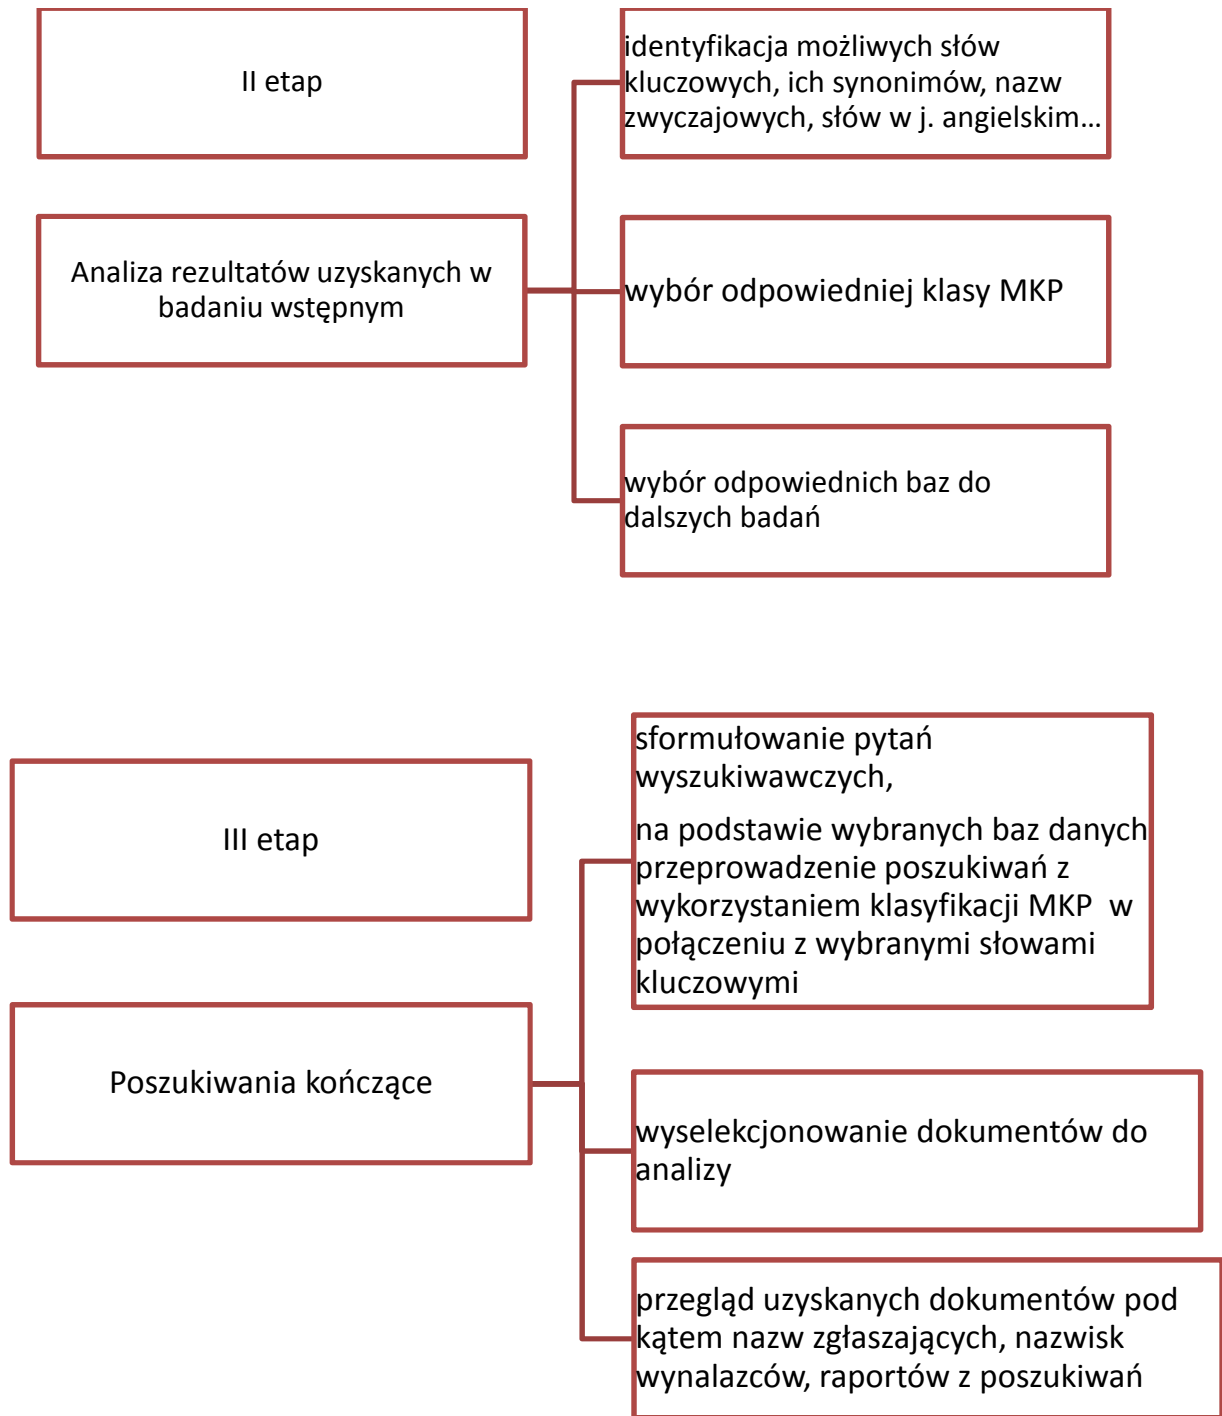 II etap
identyfikacja możliwych słów
kluczowych, ich synonimów, nazw
zwyczajowych, słów w j. angielskim...
Analiza rezultatów uzyskanych w
badaniu wstępnym
wybór odpowiedniej klasy MKP
wybór odpowiednich baz do
dalszych badań
III etap
sformułowanie pytań
wyszukiwawczych,
na podstawie wybranych baz danych
przeprowadzenie poszukiwań z
wykorzystaniem klasyfikacji MKP w
połączeniu z wybranymi słowami
kluczowymi
Poszukiwania kończące
wyselekcjonowanie dokumentów do
analizy
przegląd uzyskanych dokumentów pod
kątem nazw zgłaszających, nazwisk
wynalazców, raportów z poszukiwań